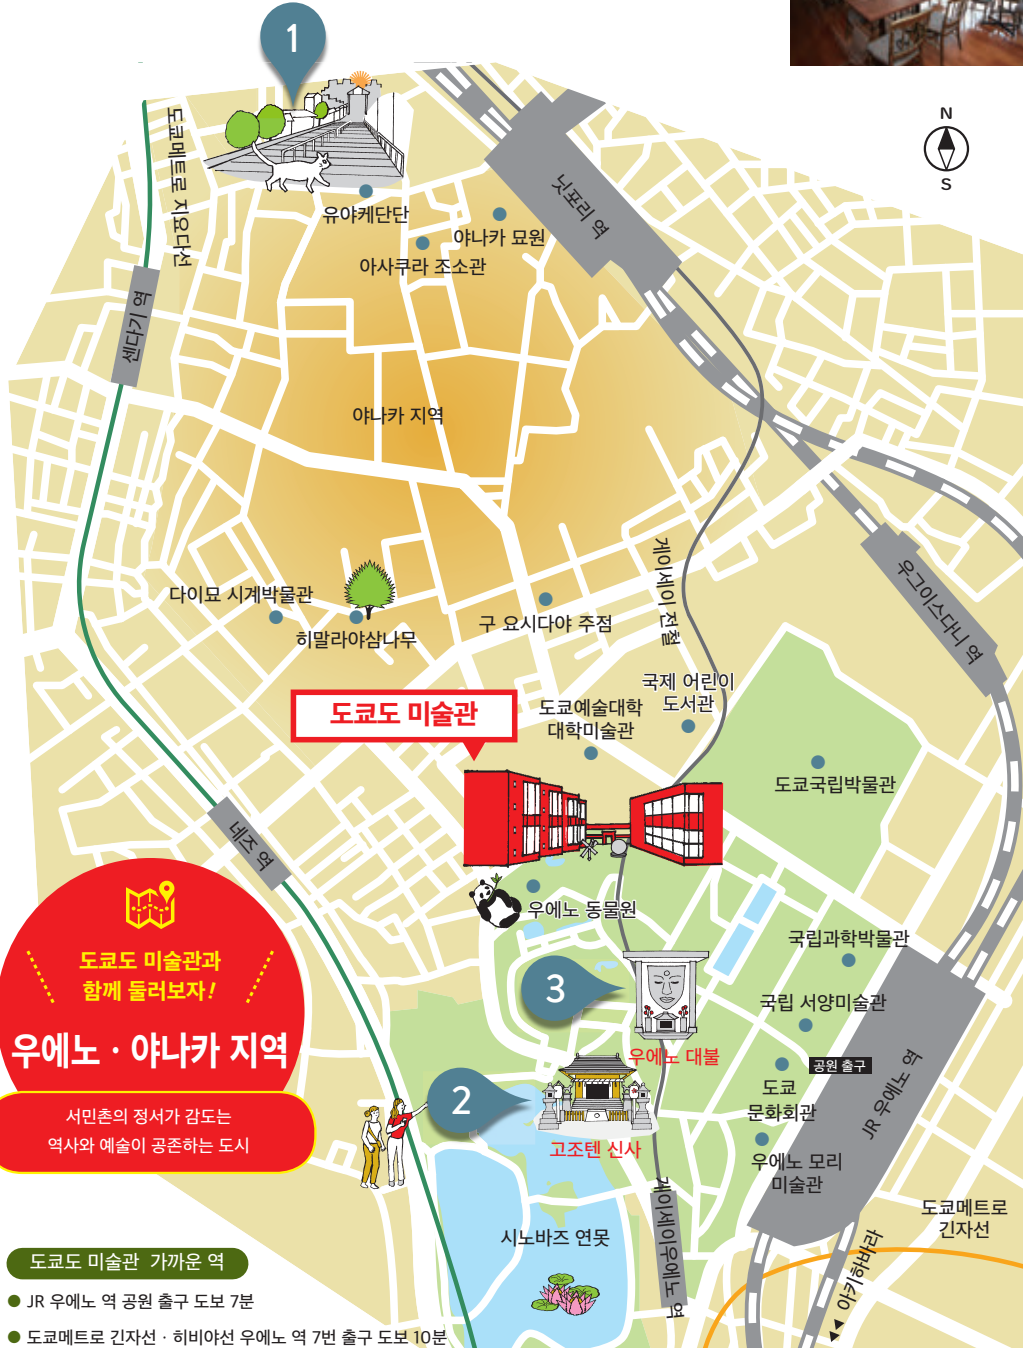 1
N
S
도쿄메트로 지요다선
닛포리 역
유야케단단
야나카 묘원
아사쿠라 조소관
센다기 역
야나카 지역
게이세이 전철
우그이스다니 역
다이묘 시계박물관
히말라야삼나무
구 요시다야 주점
국제 어린이
도서관
도쿄예술대학
대학미술관
도쿄도 미술관
도쿄국립박물관
네즈 역
우에노 동물원
국립과학박물관
도쿄도 미술관과
함께 둘러보자!
우에노 · 야나카 지역
서민촌의 정서가 감도는
역사와 예술이 공존하는 도시
3
국립 서양미술관
우에노 대불
공원 출구
JR 우에노 역
도쿄
문화회관
2
고조텐 신사
우에노 모리
미술관
도쿄메트로
긴자선
시노바즈 연못
게이세이우에노 역
아키하바라
도쿄도 미술관 가까운 역
● JR 우에노 역 공원 출구 도보 7분
● 도쿄메트로 긴자선 · 히비야선 우에노 역 7번 출구 도보 10분